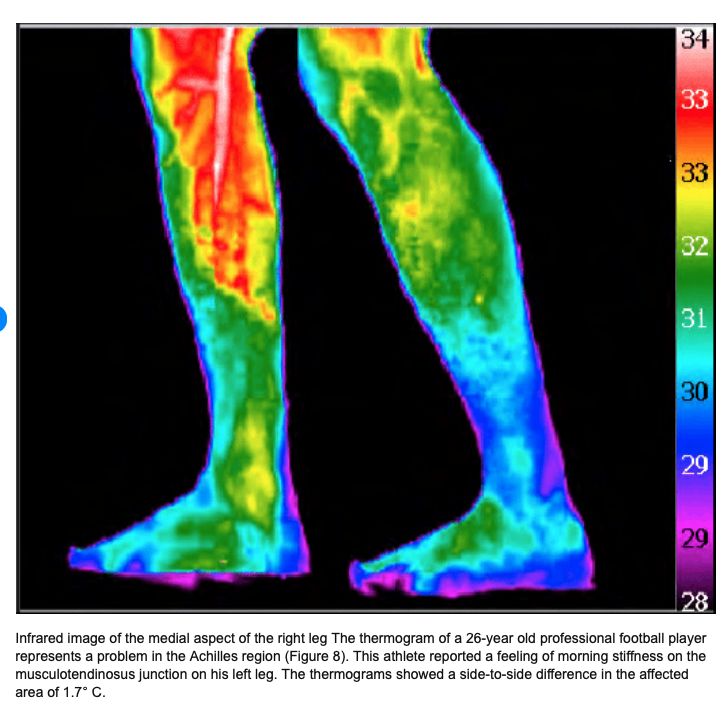 34
33
33
32
31
30
29
29
28
Infrared image of the medial aspect of the right leg The thermogram of a 26-year old professional football player
represents a problem in the Achilles region (Figure 8). This athlete reported a feeling of morning stiffness on the
musculotendinosus junction on his left leg. The thermograms showed a side-to-side difference in the affected
area of 1.7° C.